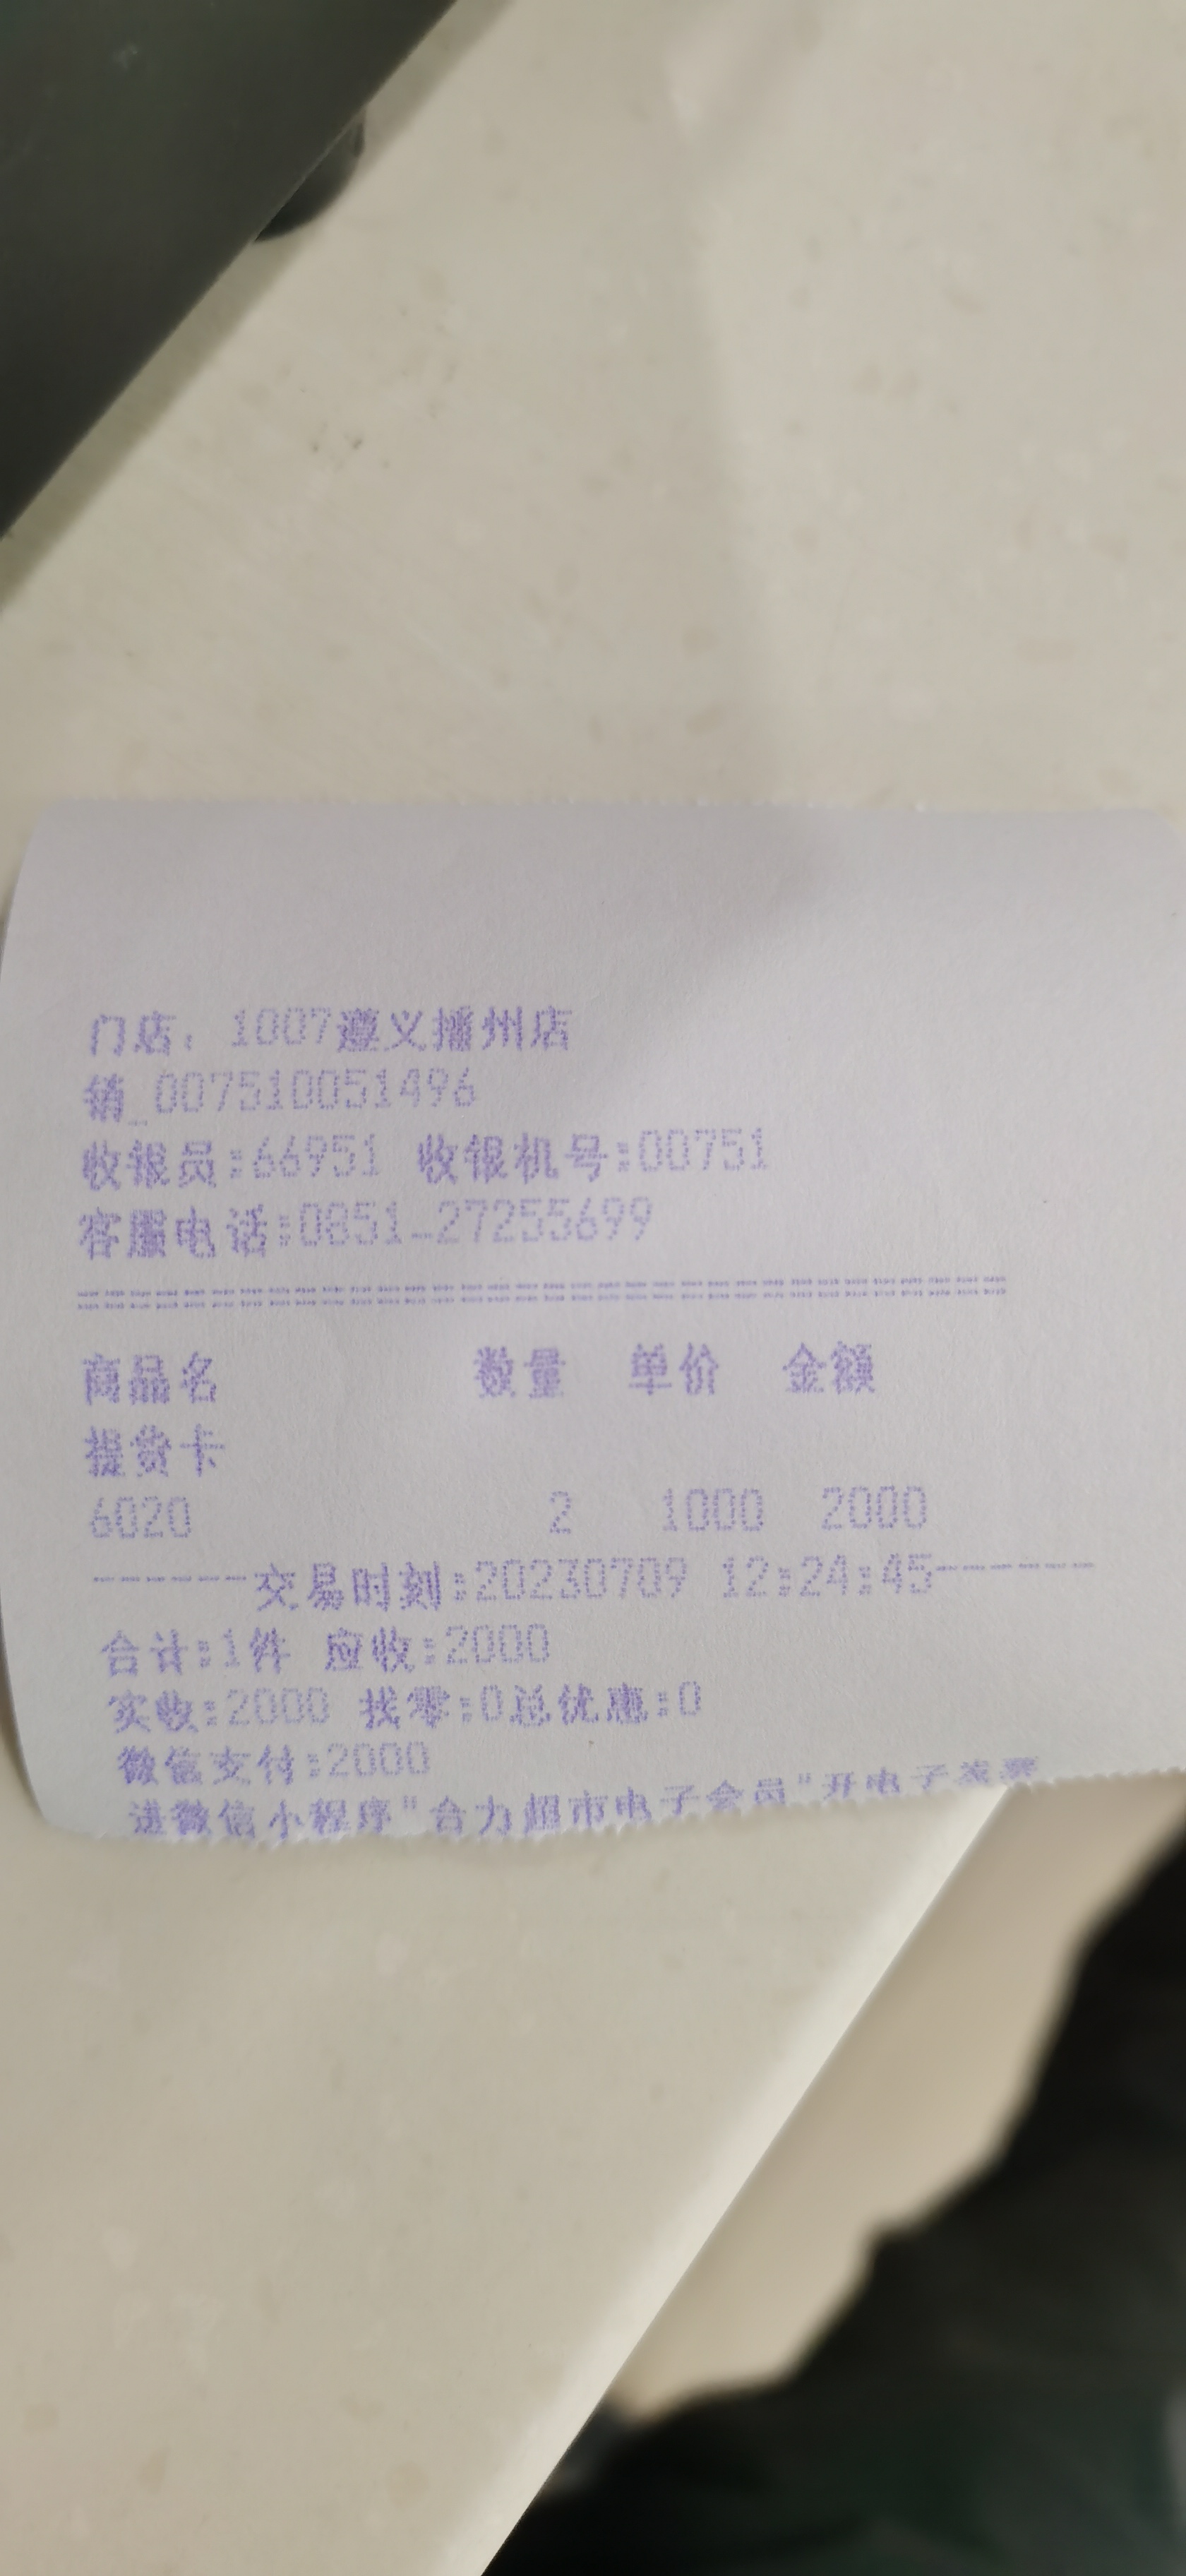 门店：1007遵义播州店
销_007510051496
收银员:66951 收银机号:00751
客服电话:0851-27255699
==================================
商品名 数量 单价 金额
提货卡
6020 2 1000 2000
------交易时刻:20230709 12:24:45------
合计:1件 应收:2000
实收:2000 找零:0总优惠:0
微信支付:2000
进微信小程序"合力超市电子会员"开电子发票